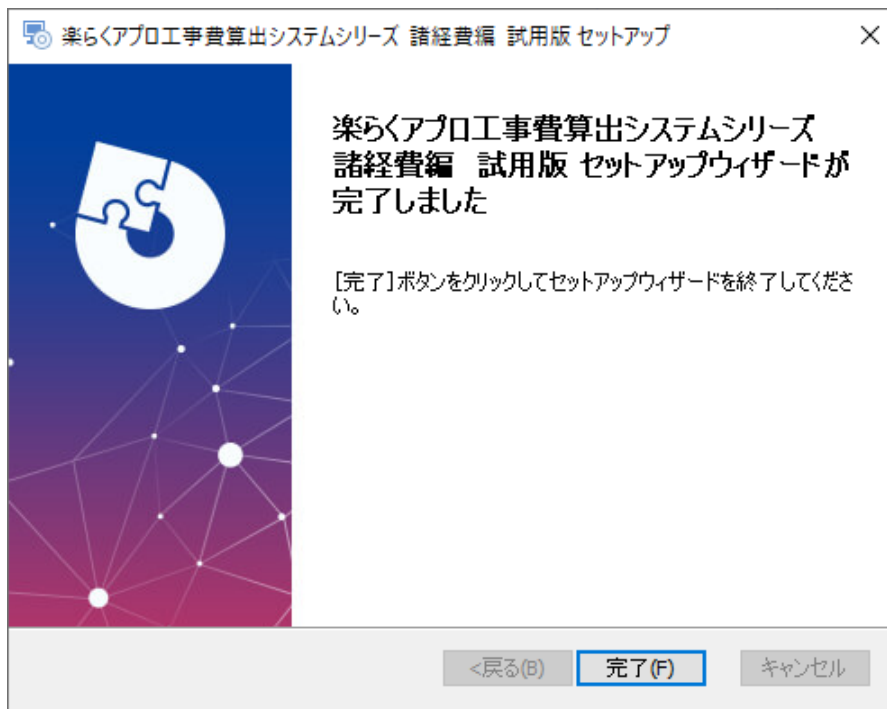 楽らくアプロ工事費算出システムシリーズ 諸経費編 試用版 セットアップ
楽らくアプロ工事費算出システムシリーズ
諸経費編　試用版 セットアップウィザードが
完了しました
[完了]ボタンをクリックしてセットアップウィザードを終了してくださ
い。
<戻る(B)
完了(F)
キャンセル